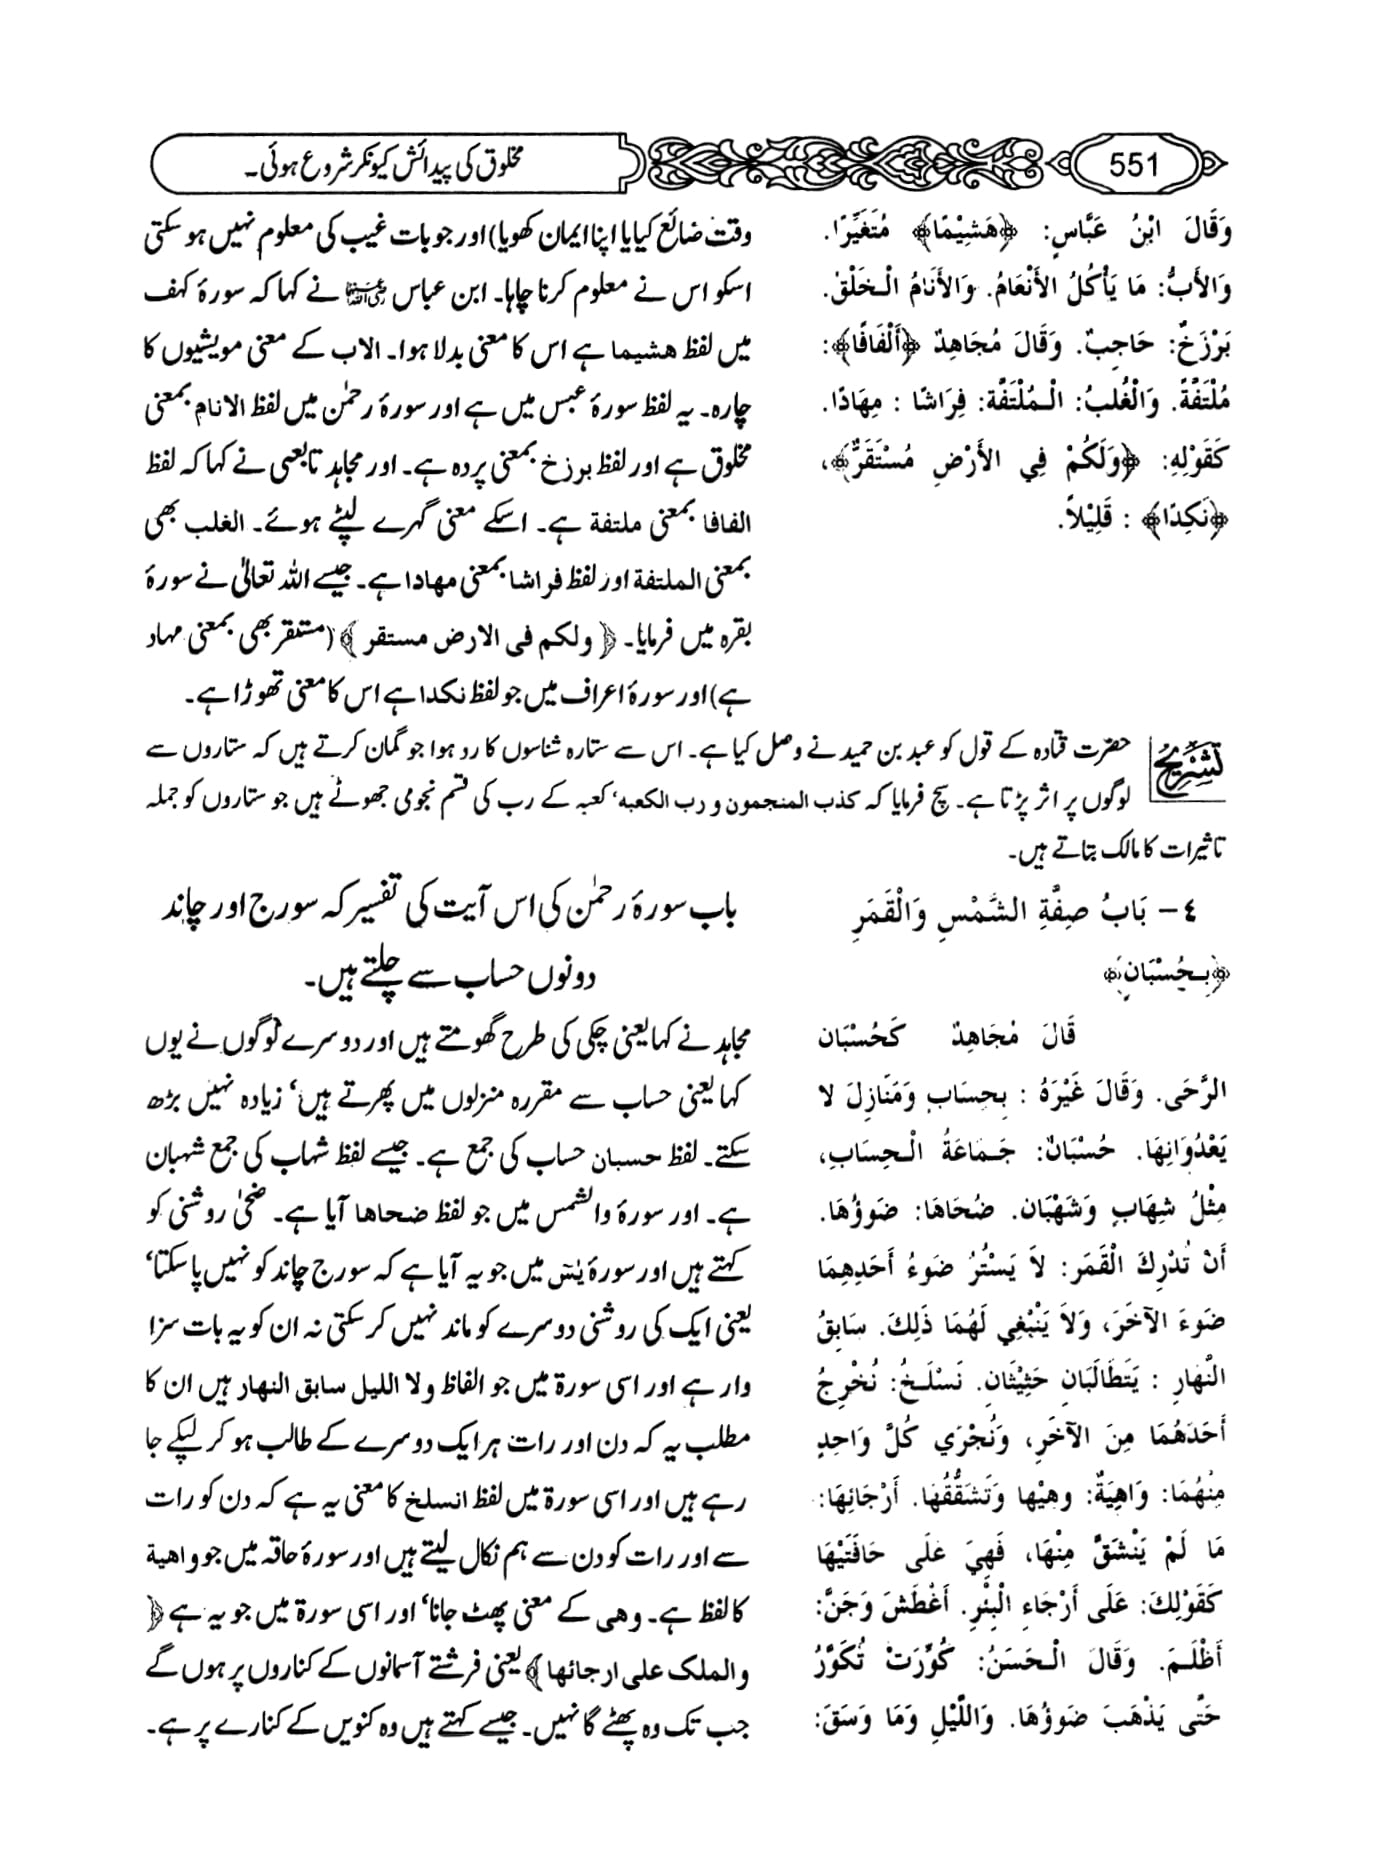 551
مخلوق کی پیدائش کیونکر شروع ہوئی۔
وَقَالَ ابْنُ عَبَّاسٍ: ﴿هَشِيْمًا﴾ مُتَغَيِّرًا.
وَالأَبُّ: مَا يَأْكُلُ الأَنْعَامُ. وَالأَنَامُ الْخَلْقُ.
بَرْزَخٌ: حَاجِبٌ. وَقَالَ مُجَاهِدٌ ﴿أَلْفَافًا﴾:
مُلْتَفَّةً. وَالْغُلبُ: الْمُلْتَفَّة: فِرَاشًا : مِهَادًا.
كَقَوْلِهِ: ﴿وَلَكُمْ فِي الأَرْضِ مُسْتَقَرٌّ﴾،
﴿نَكِدًا﴾ : قَلِيْلاً.
وقت ضائع کیا یا اپنا ایمان کھویا) اور جو بات غیب کی معلوم نہیں ہو سکتی
اسکو اس نے معلوم کرنا چاہا۔ ابن عباس رضی اللہ عنہما نے کہا کہ سورۂ کہف
میں لفظ هشیما ہے اس کا معنی بدلا ہوا۔ الاب کے معنی مویشیوں کا
چارہ۔ یہ لفظ سورۂ عبس میں ہے اور سورۂ رحمٰن میں لفظ الانام بمعنی
مخلوق ہے اور لفظ برزخ بمعنی پردہ ہے۔ اور مجاہد تابعی نے کہا کہ لفظ
الفافا بمعنی ملتفة ہے۔ اسکے معنی گہرے لپٹے ہوئے۔ الغلب بھی
بمعنی الملتفة اور لفظ فراشا بمعنی مهادا ہے۔ جیسے اللہ تعالیٰ نے سورۂ
بقرہ میں فرمایا۔ ﴿ ولکم فی الارض مستقر ﴾ (مستقر بھی بمعنی مہاد
ہے) اور سورۂ اعراف میں جو لفظ نکدا ہے اس کا معنی تھوڑا ہے۔
تشریح
حضرت قتادہ کے قول کو عبد بن حمید نے وصل کیا ہے۔ اس سے ستارہ شناسوں کا رد ہوا جو گمان کرتے ہیں کہ ستاروں سے
لوگوں پر اثر پڑتا ہے۔ سچ فرمایا کہ کذب المنجمون و رب الکعبه‘ کعبہ کے رب کی قسم نجومی جھوٹے ہیں جو ستاروں کو جملہ
تاثیرات کا مالک بتاتے ہیں۔
٤- بَابُ صِفَّةِ الشَّمْسِ وَالْقَمَرِ
﴿بِحُسْبَانٍ﴾
باب سورۂ رحمٰن کی اس آیت کی تفسیر کہ سورج اور چاند
دونوں حساب سے چلتے ہیں۔
قَالَ مُجَاهِدٌ كَحُسْبَان
الرَّحَى. وَقَالَ غَيْرَهُ : بِحِسَابٍ وَمَنَازِلَ لا
يَعْدُوَانِهَا. حُسْبَانٌ: جَمَاعَةُ الْحِسَابِ،
مِثْلُ شِهَابٍ وَشَهْبَان. ضُحَاهَا: ضَوؤُهَا.
أَنْ تُدْرِكَ الْقَمَر: لاَ يَسْتُرُ ضَوءُ أَحَدِهِمَا
ضَوءَ الآخَرَ، وَلاَ يَنْبَغِي لَهُمَا ذَلِكَ. سَابِقُ
النَّهَارِ : يَتَطَالَبَانِ حَثِيْثَانِ. نَسْلَخُ: نُخْرِجُ
أَحَدَهُمَا مِنَ الآخَرِ، وَنُجْرِي كُلَّ وَاحِدٍ
مِنْهُمَا: وَاهِيَةٌ: وهيُها وَتَشَقُّقُهَا. أَرْجَائِهَا:
مَا لَمْ يَنْشَقَّ مِنْهَا، فَهِيَ عَلَى حَافَتَيْهَا
كَقَوْلِكَ: عَلَى أَرْجَاءِ الْبِئْرِ. أَغْطَشَ وَجَنَّ:
أَظْلَمَ. وَقَالَ الْحَسَنُ: كُوِّرَتْ تُكَوَّرُ
حَتَّى يَذْهَبَ ضَوؤُهَا. وَاللَّيْلِ وَمَا وَسَقَ:
مجاہد نے کہا یعنی چکی کی طرح گھومتے ہیں اور دوسرے لوگوں نے یوں
کہا یعنی حساب سے مقررہ منزلوں میں پھرتے ہیں‘ زیادہ نہیں بڑھ
سکتے۔ لفظ حسبان حساب کی جمع ہے۔ جیسے لفظ شہاب کی جمع شہبان
ہے۔ اور سورۂ والشمس میں جو لفظ ضحاها آیا ہے۔ ضحیٰ روشنی کو
کہتے ہیں اور سورۂ یٰسٓ میں جو یہ آیا ہے کہ سورج چاند کو نہیں پا سکتا‘
یعنی ایک کی روشنی دوسرے کو ماند نہیں کر سکتی نہ ان کو یہ بات سزا
وار ہے اور اسی سورۃ میں جو الفاظ ولا الليل سابق النهار ہیں ان کا
مطلب یہ کہ دن اور رات ہر ایک دوسرے کے طالب ہو کر لپکے جا
رہے ہیں اور اسی سورۃ میں لفظ انسلخ کا معنی یہ ہے کہ دن کو رات
سے اور رات کو دن سے ہم نکال لیتے ہیں اور سورۂ حاقہ میں جو واهية
کا لفظ ہے۔ وهی کے معنی پھٹ جانا‘ اور اسی سورۃ میں جو یہ ہے ﴿
والملک علی ارجائها﴾ یعنی فرشتے آسمانوں کے کناروں پر ہوں گے
جب تک وہ پھٹے گا نہیں۔ جیسے کہتے ہیں وہ کنویں کے کنارے پر ہے۔